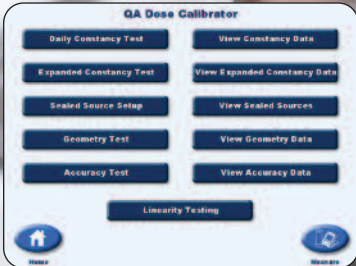 QA Dose Calibrator
Daily Constancy Test
View Constancy Data
Expanded Constancy Test
View Expanded Constancy Data
Sealed Source Setup
View Sealed Sources
Geometry Test
View Geometry Data
Accuracy Test
View Accuracy Data
Linearity Testing
Home
Measure